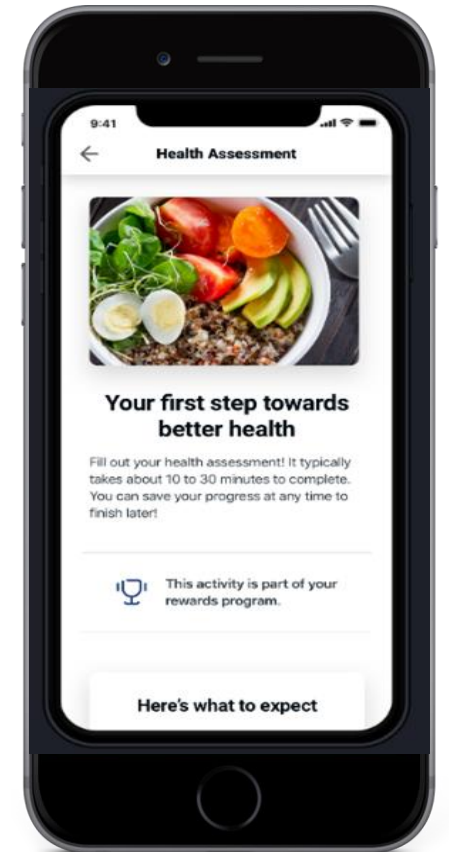 9:41
Health Assessment
Your first step towards
better health
Fill out your health assessment! It typically
takes about 10 to 30 minutes to complete.
You can save your progress at any time to
finish later!
This activity is part of your
rewards program.
Here's what to expect